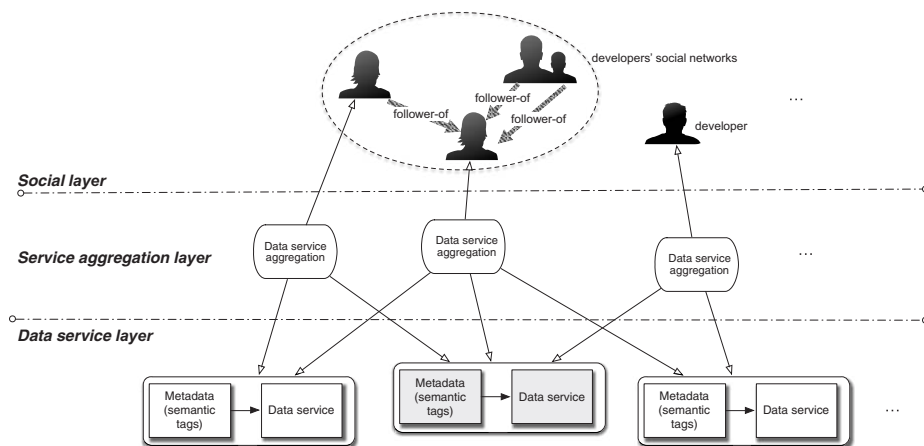 developers' social networks
follower-of
follower-of
follower-of
...
developer
Social layer
Data service
aggregation
Data service
aggregation
Data service
aggregation
...
Service aggregation layer
Data service layer
Metadata
(semantic
tags)
Data service
Metadata
(semantic
tags)
Data service
Metadata
(semantic
tags)
Data service
...